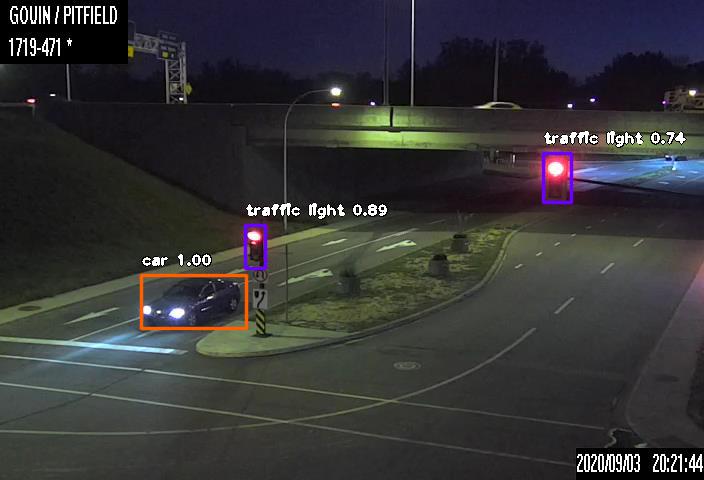 GOUIN / PITFIELD
1719-471 *
traffic light 0.74
traffic light 0.89
car 1.00
2020/09/03 20:21:44